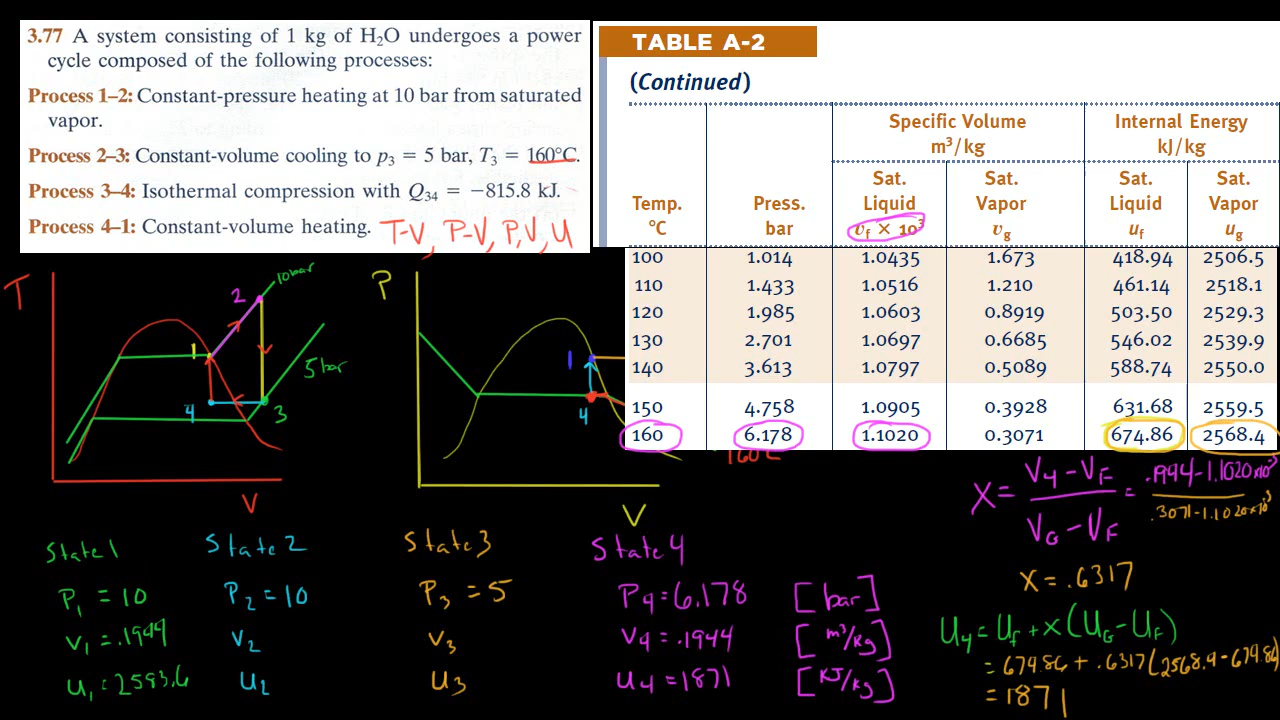 3.77 A system consisting of 1 kg of H₂O undergoes a power
cycle composed of the following processes:
Process 1–2: Constant-pressure heating at 10 bar from saturated
vapor.
Process 2–3: Constant-volume cooling to p₃ = 5 bar, T₃ = 160°C.
Process 3–4: Isothermal compression with Q₃₄ = −815.8 kJ.
Process 4–1: Constant-volume heating.
T-V, P-V, P,V,U
TABLE A-2
(Continued)
Specific Volume Internal Energy
m³/kg kJ/kg
Sat. Sat. Sat. Sat.
Temp. Press. Liquid Vapor Liquid Vapor
°C bar v_f × 10³ v_g u_f u_g
100 1.014 1.0435 1.673 418.94 2506.5
110 1.433 1.0516 1.210 461.14 2518.1
120 1.985 1.0603 0.8919 503.50 2529.3
130 2.701 1.0697 0.6685 546.02 2539.9
140 3.613 1.0797 0.5089 588.74 2550.0
150 4.758 1.0905 0.3928 631.68 2559.5
160 6.178 1.1020 0.3071 674.86 2568.4
T
2
10bar
1
5bar
4
3
V
P
1
4
160°C
V
X = (V4 - VF)/(VG - VF) = (.1944 - 1.1020x10⁻³)/(.3071 - 1.1020x10⁻³)
X = .6317
U4 = Uf + X(UG - UF)
= 674.86 + .6317(2568.4 - 674.86)
= 1871
State 1 State 2 State 3 State 4
P₁ = 10 P₂ = 10 P₃ = 5 P4 = 6.178 [bar]
V₁ = .1944 V₂ V₃ V4 = .1944 [m³/kg]
U₁ = 2583.6 U₂ U₃ U4 = 1871 [KJ/kg]